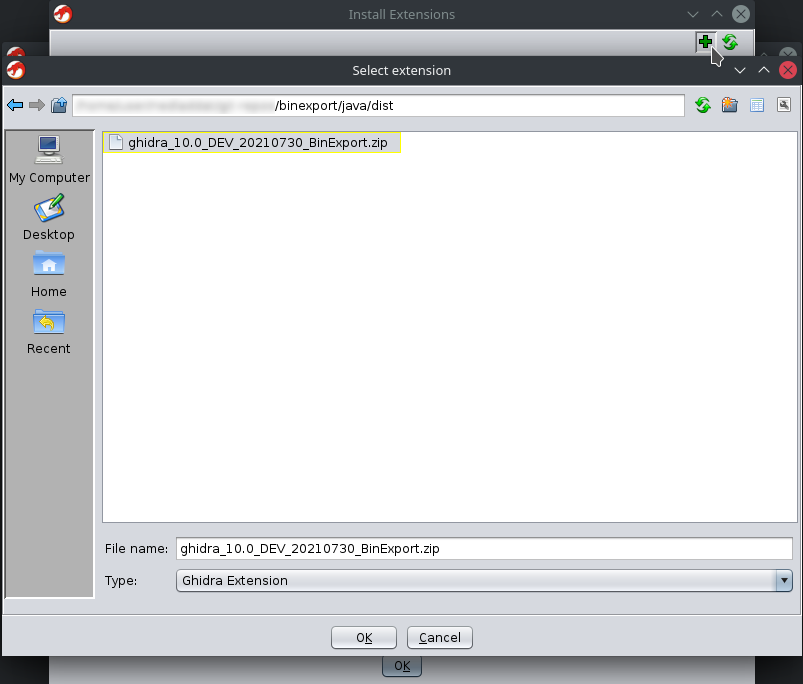 Install Extensions
Select extension
/binexport/java/dist
ghidra_10.0_DEV_20210730_BinExport.zip
My Computer
Desktop
Home
Recent
File name: ghidra_10.0_DEV_20210730_BinExport.zip
Type: Ghidra Extension
OK Cancel
OK